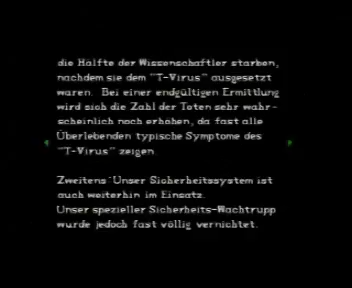 die Hälfte der Wissenschaftler starben,
nachdem sie dem "T-Virus" ausgesetzt
waren. Bei einer endgültigen Ermittlung
wird sich die Zahl der Toten sehr wahr-
scheinlich noch erhöhen, da fast alle
Überlebenden typische Symptome des
"T-Virus" zeigen.
Zweitens: Unser Sicherheitssystem ist
auch weiterhin im Einsatz.
Unser spezieller Sicherheits-Wachtrupp
wurde jedoch fast völlig vernichtet.